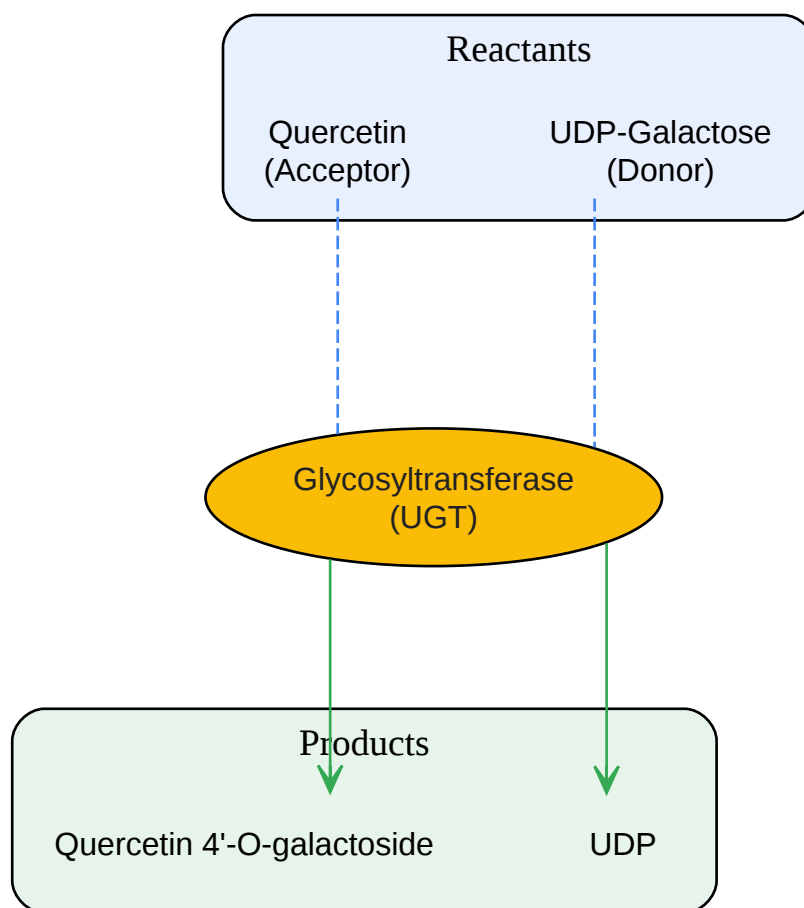 Reactants
Quercetin
(Acceptor)
UDP-Galactose
(Donor)
Glycosyltransferase
(UGT)
Products
Quercetin 4'-O-galactoside
UDP